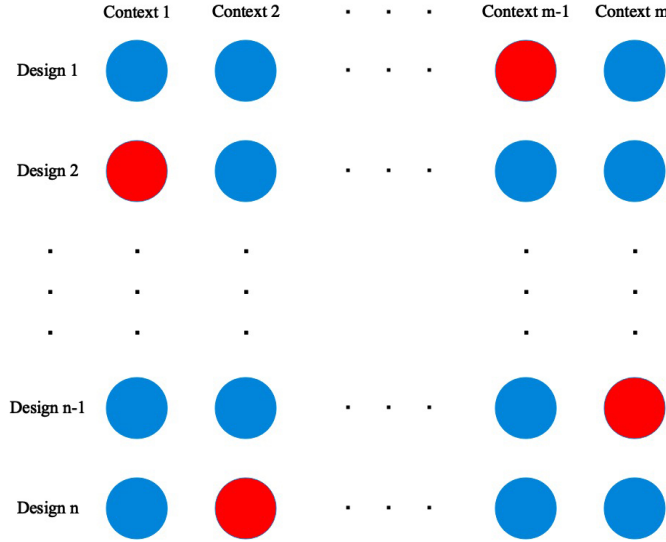 Context 1 Context 2 · · · Context m-1 Context m
Design 1 · · ·
Design 2 · · ·
Design n-1 · · ·
Design n · · ·